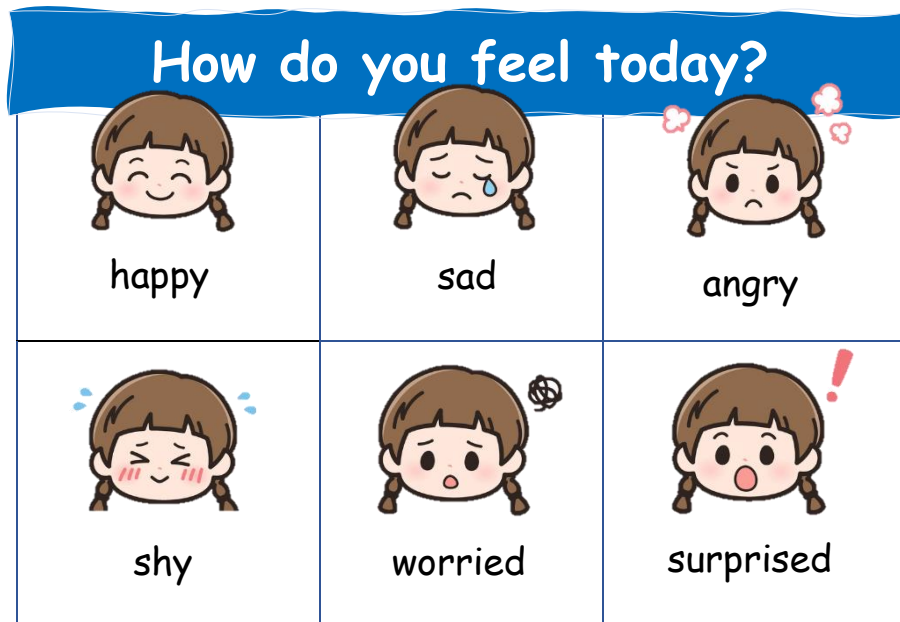 How do you feel today?
happy
sad
angry
shy
worried
surprised